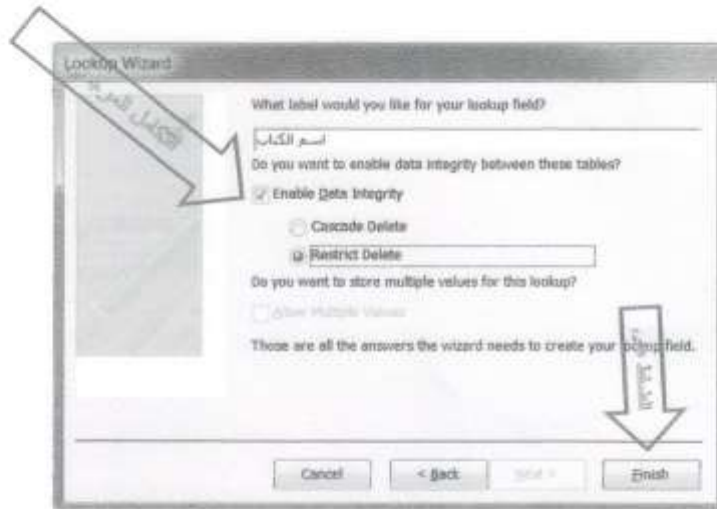 Lookup Wizard
What label would you like for your lookup field?
اسم الكتاب
Do you want to enable data integrity between these tables?
Enable Data Integrity
Cascade Delete
Restrict Delete
Do you want to store multiple values for this lookup?
Allow Multiple Values
Those are all the answers the wizard needs to create your lookup field.
Cancel
< Back
Next >
Finish